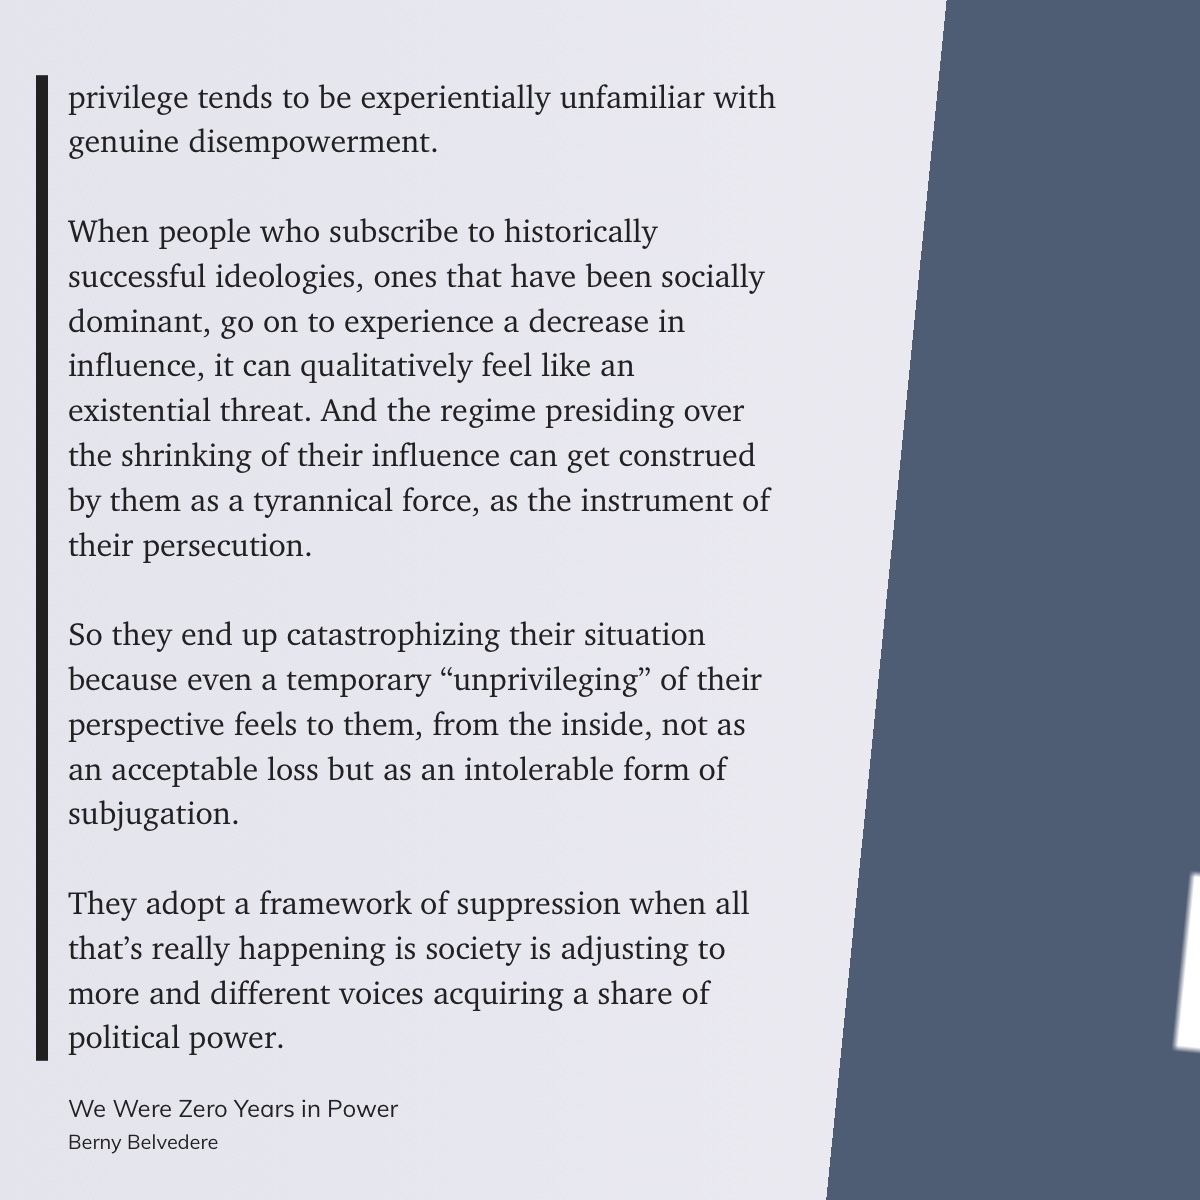 privilege tends to be experientially unfamiliar with
genuine disempowerment.
When people who subscribe to historically
successful ideologies, ones that have been socially
dominant, go on to experience a decrease in
influence, it can qualitatively feel like an
existential threat. And the regime presiding over
the shrinking of their influence can get construed
by them as a tyrannical force, as the instrument of
their persecution.
So they end up catastrophizing their situation
because even a temporary “unprivileging” of their
perspective feels to them, from the inside, not as
an acceptable loss but as an intolerable form of
subjugation.
They adopt a framework of suppression when all
that’s really happening is society is adjusting to
more and different voices acquiring a share of
political power.
We Were Zero Years in Power
Berny Belvedere